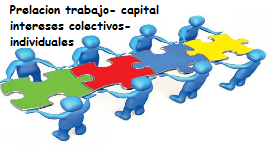 Prelacion trabajo- capital
intereses colectivos-
individuales